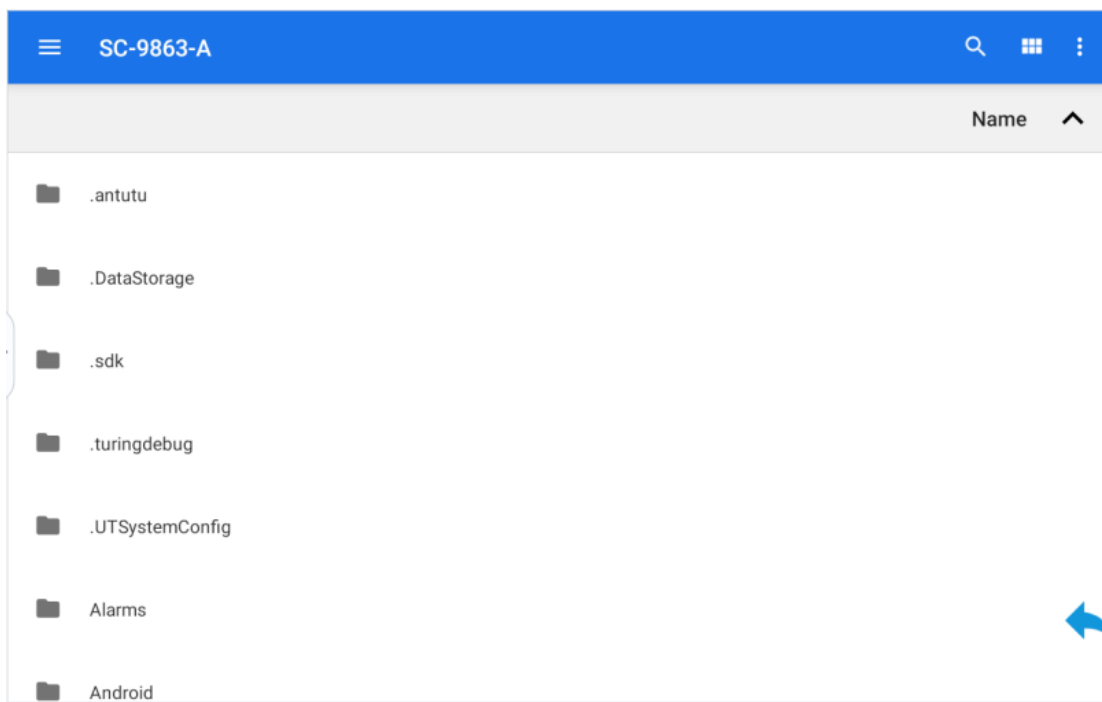 SC-9863-A
Name
.antutu
.DataStorage
.sdk
.turingdebug
.UTSystemConfig
Alarms
Android